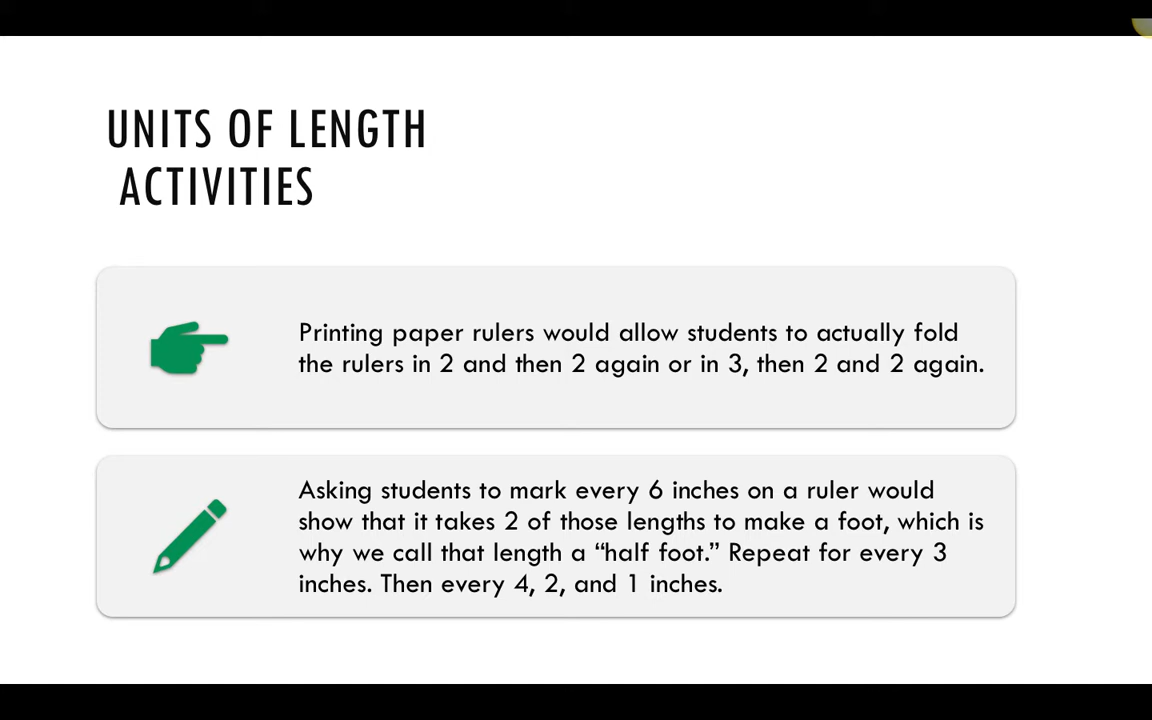 UNITS OF LENGTH
ACTIVITIES
Printing paper rulers would allow students to actually fold
the rulers in 2 and then 2 again or in 3, then 2 and 2 again.
Asking students to mark every 6 inches on a ruler would
show that it takes 2 of those lengths to make a foot, which is
why we call that length a “half foot.” Repeat for every 3
inches. Then every 4, 2, and 1 inches.